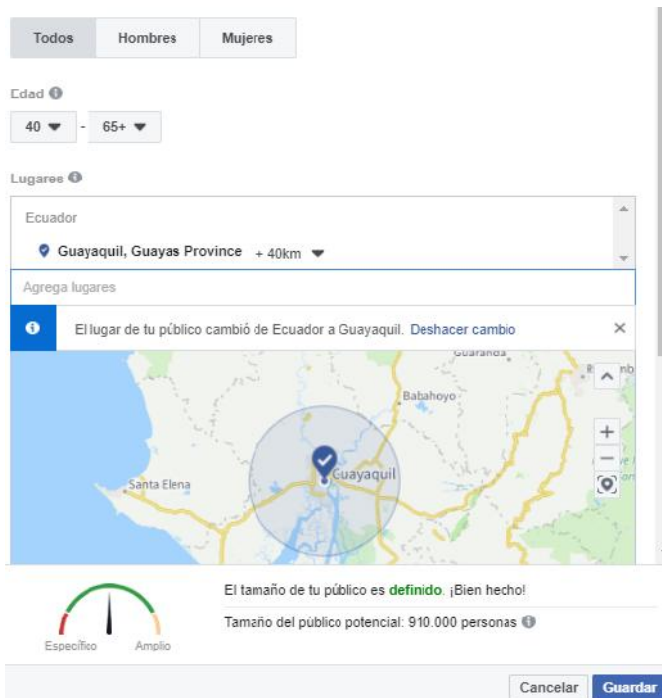 Todos Hombres Mujeres
Edad
40 - 65+
Lugares
Ecuador
Guayaquil, Guayas Province + 40km
Agrega lugares
El lugar de tu público cambió de Ecuador a Guayaquil. Deshacer cambio
Guaranda
Babahoyo
Guayaquil
Santa Elena
El tamaño de tu público es definido. ¡Bien hecho!
Tamaño del público potencial: 910.000 personas
Específico Amplio
Cancelar Guardar